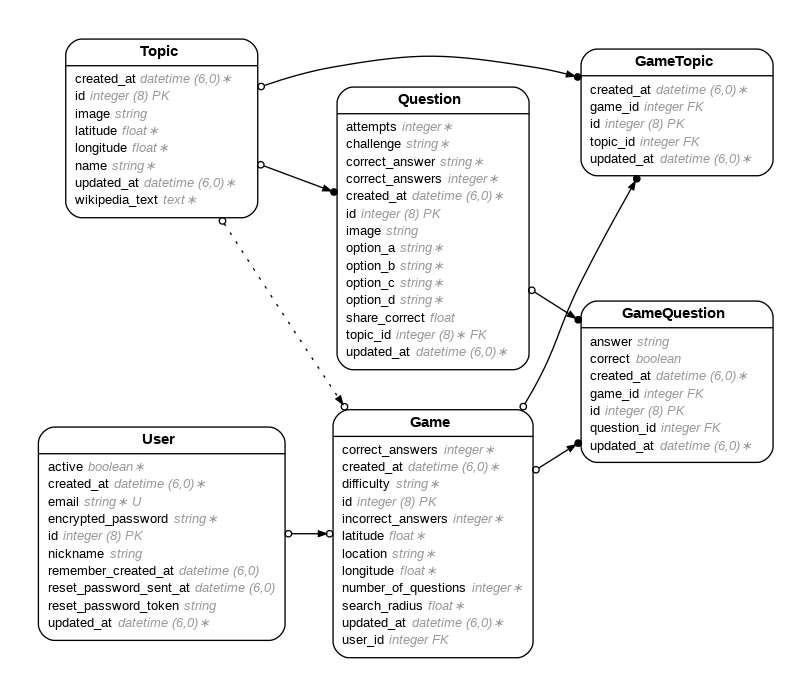 Topic
created_at datetime (6,0)∗
id integer (8) PK
image string
latitude float∗
longitude float∗
name string∗
updated_at datetime (6,0)∗
wikipedia_text text∗
Question
attempts integer∗
challenge string∗
correct_answer string∗
correct_answers integer∗
created_at datetime (6,0)∗
id integer (8) PK
image string
option_a string∗
option_b string∗
option_c string∗
option_d string∗
share_correct float
topic_id integer (8)∗ FK
updated_at datetime (6,0)∗
GameTopic
created_at datetime (6,0)∗
game_id integer FK
id integer (8) PK
topic_id integer FK
updated_at datetime (6,0)∗
GameQuestion
answer string
correct boolean
created_at datetime (6,0)∗
game_id integer FK
id integer (8) PK
question_id integer FK
updated_at datetime (6,0)∗
User
active boolean∗
created_at datetime (6,0)∗
email string∗ U
encrypted_password string∗
id integer (8) PK
nickname string
remember_created_at datetime (6,0)
reset_password_sent_at datetime (6,0)
reset_password_token string
updated_at datetime (6,0)∗
Game
correct_answers integer∗
created_at datetime (6,0)∗
difficulty string∗
id integer (8) PK
incorrect_answers integer∗
latitude float∗
location string∗
longitude float∗
number_of_questions integer∗
search_radius float∗
updated_at datetime (6,0)∗
user_id integer FK